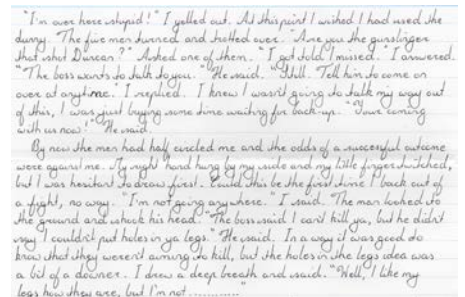 "I'm over here stupid!" I yelled out. At this point I wished I had used the
dunny. The five men turned and trotted over. "Are you the gunslinger
that shot Duncan?" Asked one of them. "I got told I missed." I answered.
"The boss wants to talk to you." He said. "Well. Tell him to come on
over at anytime." I replied. I knew I wasn't going to talk my way out
of this, I was just buying some time waiting for back-up. "Your coming
with us now!" He said.
By now the men had half circled me and the odds of a successful outcome
were against me. My right hand hung by my side and my little finger twitched,
but I was hesitant to draw first. Could this be the first time I back out of
a fight, no way. "I'm not going anywhere." I said. The man looked to
the ground and shook his head. "The boss said I can't kill ya, but he didn't
say I couldn't put holes in ya legs." He said. In a way it was good to
know that they weren't aiming to kill, but the holes in the legs idea was
a bit of a downer. I drew a deep breath and said. "Well, I like my
legs how they are, but I'm not ............"